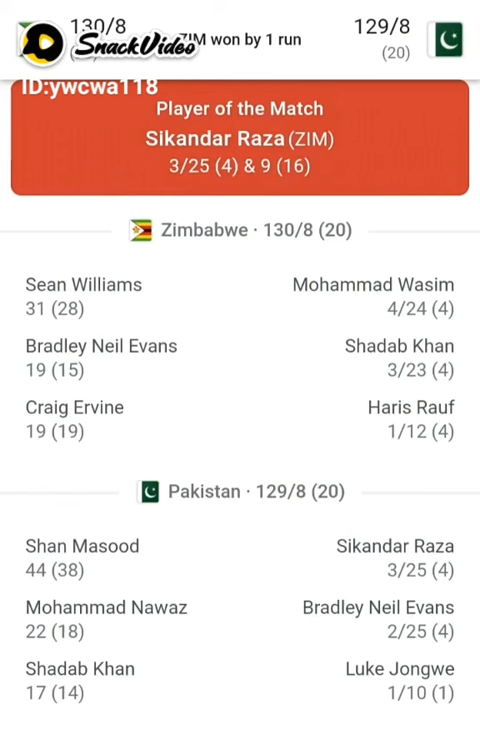 130/8
129/8
SnackVideo
ZIM won by 1 run
(20)
ID:ywcwa118
Player of the Match
Sikandar Raza (ZIM)
3/25 (4) & 9 (16)
Zimbabwe · 130/8 (20)
Sean Williams
31 (28)
Mohammad Wasim
4/24 (4)
Bradley Neil Evans
19 (15)
Shadab Khan
3/23 (4)
Craig Ervine
19 (19)
Haris Rauf
1/12 (4)
Pakistan · 129/8 (20)
Shan Masood
44 (38)
Sikandar Raza
3/25 (4)
Mohammad Nawaz
22 (18)
Bradley Neil Evans
2/25 (4)
Shadab Khan
17 (14)
Luke Jongwe
1/10 (1)